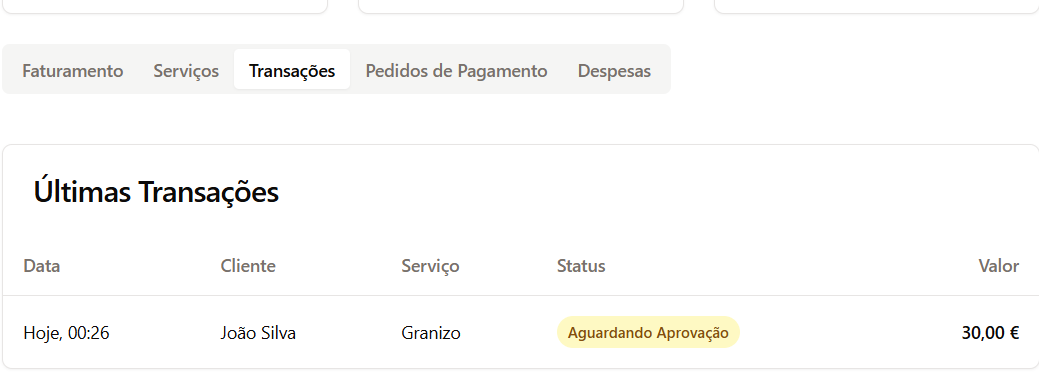 Faturamento Serviços Transações Pedidos de Pagamento Despesas
Últimas Transações
Data Cliente Serviço Status Valor
Hoje, 00:26 João Silva Granizo Aguardando Aprovação 30,00 €